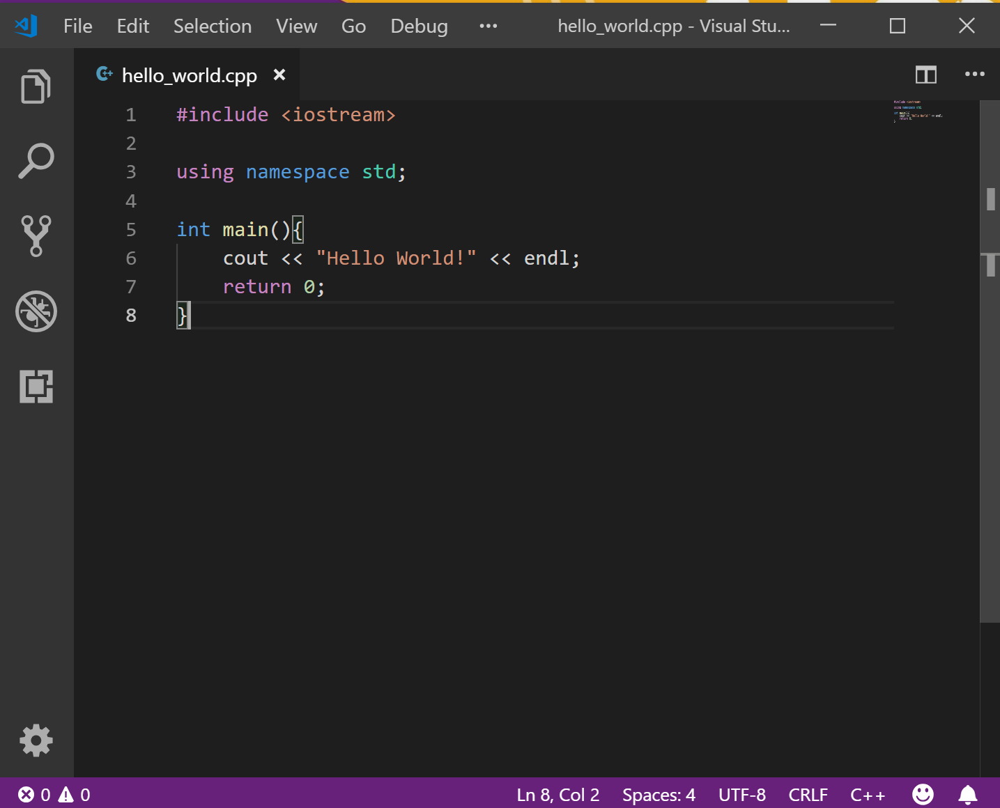 File Edit Selection View Go Debug ··· hello_world.cpp - Visual Stu...
hello_world.cpp
1 #include <iostream>
2
3 using namespace std;
4
5 int main(){
6     cout << "Hello World!" << endl;
7     return 0;
8 }
0 0 Ln 8, Col 2 Spaces: 4 UTF-8 CRLF C++